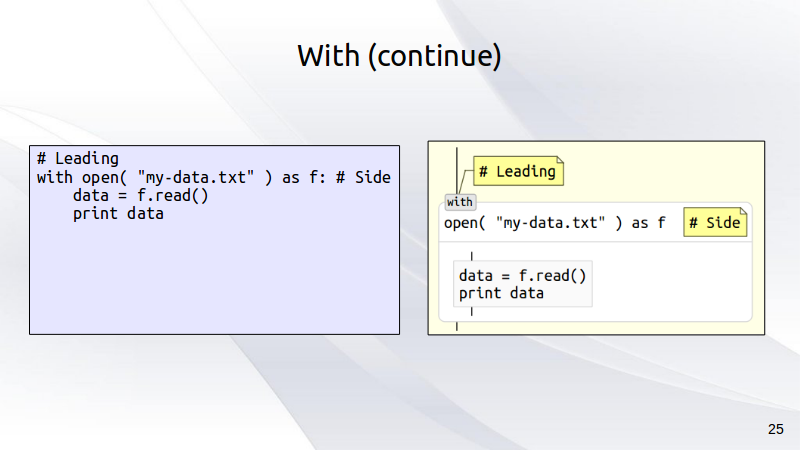 With (continue)
# Leading
with open( "my-data.txt" ) as f: # Side
    data = f.read()
    print data
# Leading
with
open( "my-data.txt" ) as f # Side
data = f.read()
print data
25